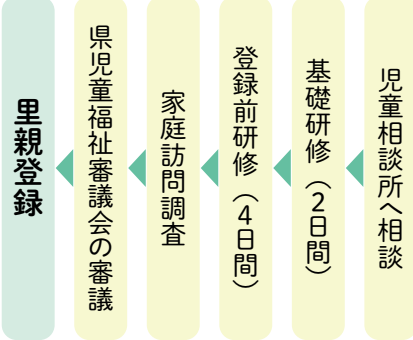 児童相談所へ相談
基礎研修（2日間）
登録前研修（4日間）
家庭訪問調査
県児童福祉審議会の審議
里親登録